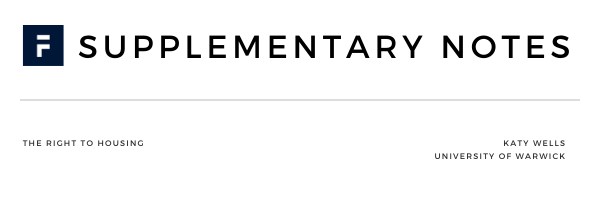 F SUPPLEMENTARY NOTES
THE RIGHT TO HOUSING
KATY WELLS
UNIVERSITY OF WARWICK